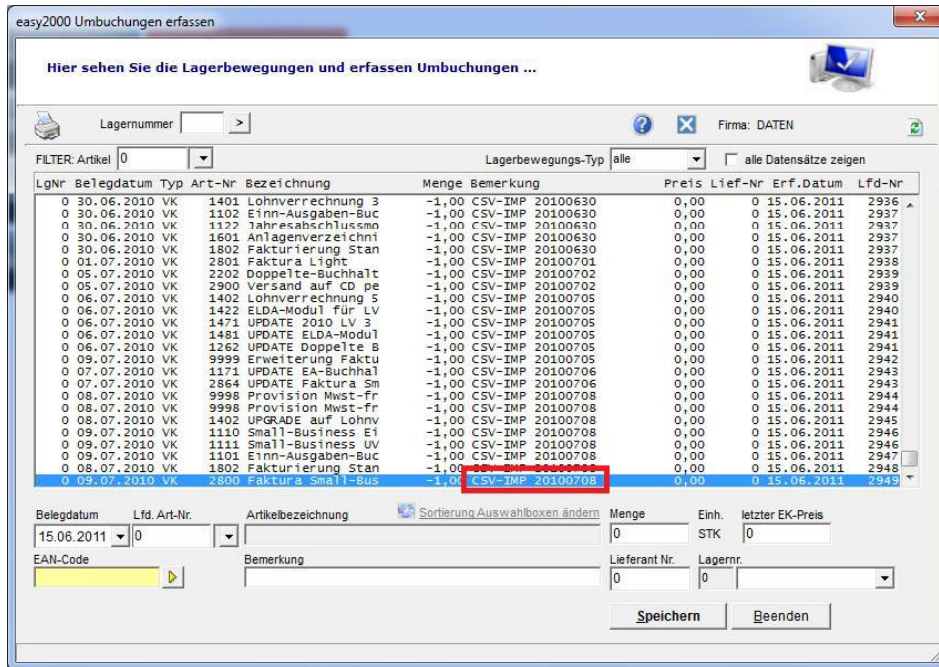 easy2000 Umbuchungen erfassen
Hier sehen Sie die Lagerbewegungen und erfassen Umbuchungen ...
Lagernummer > Firma: DATEN
FILTER: Artikel 0 Lagerbewegungs-Typ alle alle Datensätze zeigen
LgNr Belegdatum Typ Art-Nr Bezeichnung Menge Bemerkung Preis Lief-Nr Erf.Datum Lfd-Nr
0 30.06.2010 VK 1401 Lohnverrechnung 3 -1,00 CSV-IMP 20100630 0,00 0 15.06.2011 2936
0 30.06.2010 VK 1102 Einn-Ausgaben-Buc -1,00 CSV-IMP 20100630 0,00 0 15.06.2011 2937
0 30.06.2010 VK 1122 Jahresabschlussmo -1,00 CSV-IMP 20100630 0,00 0 15.06.2011 2937
0 30.06.2010 VK 1601 Anlagenverzeichni -1,00 CSV-IMP 20100630 0,00 0 15.06.2011 2937
0 30.06.2010 VK 1802 Fakturierung Stan -1,00 CSV-IMP 20100630 0,00 0 15.06.2011 2937
0 01.07.2010 VK 2801 Faktura Light -1,00 CSV-IMP 20100701 0,00 0 15.06.2011 2938
0 05.07.2010 VK 2202 Doppelte-Buchhalt -1,00 CSV-IMP 20100702 0,00 0 15.06.2011 2939
0 05.07.2010 VK 2900 Versand auf CD pe -1,00 CSV-IMP 20100702 0,00 0 15.06.2011 2939
0 06.07.2010 VK 1402 Lohnverrechnung 5 -1,00 CSV-IMP 20100705 0,00 0 15.06.2011 2940
0 06.07.2010 VK 1422 ELDA-Modul für LV -1,00 CSV-IMP 20100705 0,00 0 15.06.2011 2940
0 06.07.2010 VK 1471 UPDATE 2010 LV 3 -1,00 CSV-IMP 20100705 0,00 0 15.06.2011 2941
0 06.07.2010 VK 1481 UPDATE ELDA-Modul -1,00 CSV-IMP 20100705 0,00 0 15.06.2011 2941
0 06.07.2010 VK 1262 UPDATE Doppelte B -1,00 CSV-IMP 20100705 0,00 0 15.06.2011 2941
0 09.07.2010 VK 9999 Erweiterung Faktu -1,00 CSV-IMP 20100705 0,00 0 15.06.2011 2942
0 07.07.2010 VK 1171 UPDATE EA-Buchhal -1,00 CSV-IMP 20100706 0,00 0 15.06.2011 2943
0 07.07.2010 VK 2864 UPDATE Faktura Sm -1,00 CSV-IMP 20100706 0,00 0 15.06.2011 2943
0 08.07.2010 VK 9998 Provision Mwst-fr -1,00 CSV-IMP 20100708 0,00 0 15.06.2011 2944
0 08.07.2010 VK 9998 Provision Mwst-fr -1,00 CSV-IMP 20100708 0,00 0 15.06.2011 2944
0 08.07.2010 VK 1402 UPGRADE auf Lohnv -1,00 CSV-IMP 20100708 0,00 0 15.06.2011 2945
0 09.07.2010 VK 1110 Small-Business Ei -1,00 CSV-IMP 20100708 0,00 0 15.06.2011 2946
0 09.07.2010 VK 1111 Small-Business UV -1,00 CSV-IMP 20100708 0,00 0 15.06.2011 2946
0 09.07.2010 VK 1101 Einn-Ausgaben-Buc -1,00 CSV-IMP 20100708 0,00 0 15.06.2011 2947
0 08.07.2010 VK 1802 Fakturierung Stan -1,00 CSV-IMP 20100708 0,00 0 15.06.2011 2948
0 09.07.2010 VK 2800 Faktura Small-Bus -1,00 CSV-IMP 20100708 0,00 0 15.06.2011 2949
Belegdatum Lfd. Art-Nr. Artikelbezeichnung Sortierung Auswahlboxen ändern Menge Einh. letzter EK-Preis
15.06.2011 0 0 STK 0
EAN-Code Bemerkung Lieferant Nr. Lagernr.
0 0
Speichern Beenden